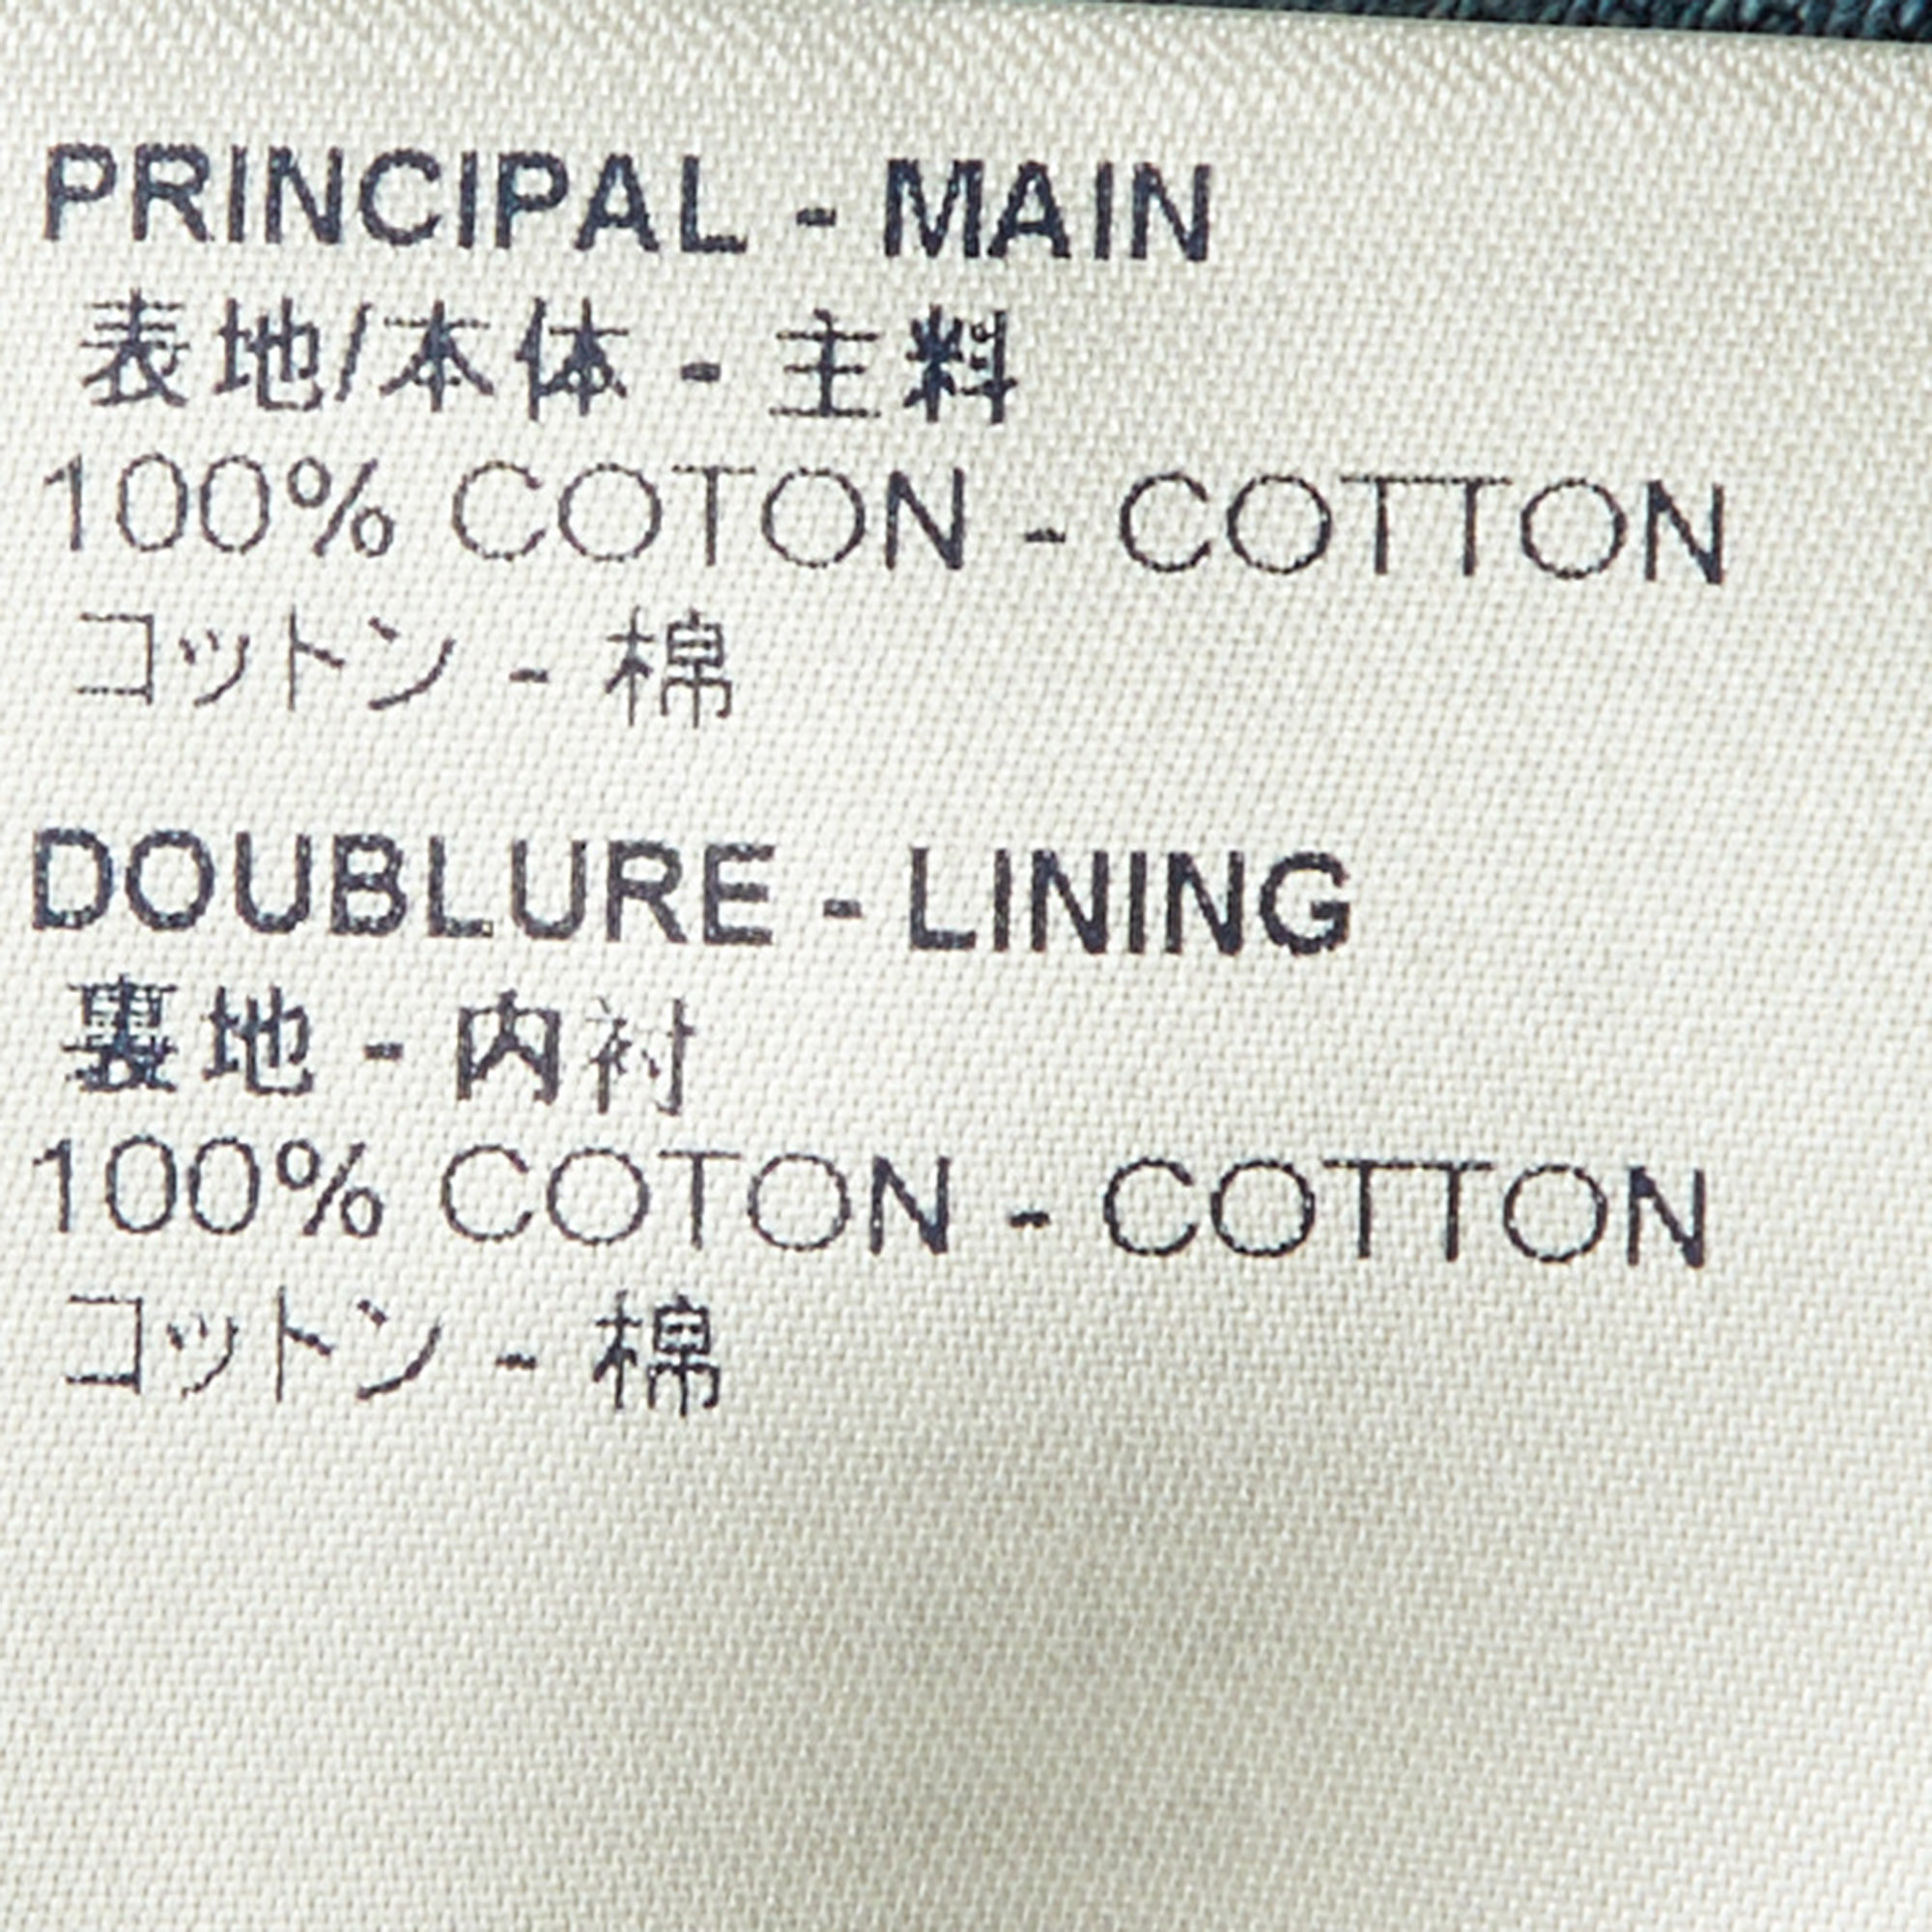 PRINCIPAL - MAIN
表地/本体 - 主料
100% COTON - COTTON
コットン - 棉
DOUBLURE - LINING
裏地 - 内衬
100% COTON - COTTON
コットン - 棉